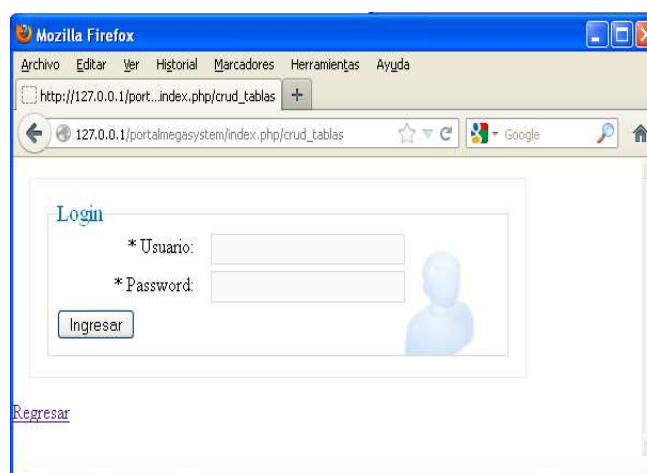 Mozilla Firefox
Archivo Editar Ver Historial Marcadores Herramientas Ayuda
http://127.0.0.1/port...index.php/crud_tablas +
127.0.0.1/portalmegasystem/index.php/crud_tablas Google
Login
* Usuario:
* Password:
Ingresar
Regresar